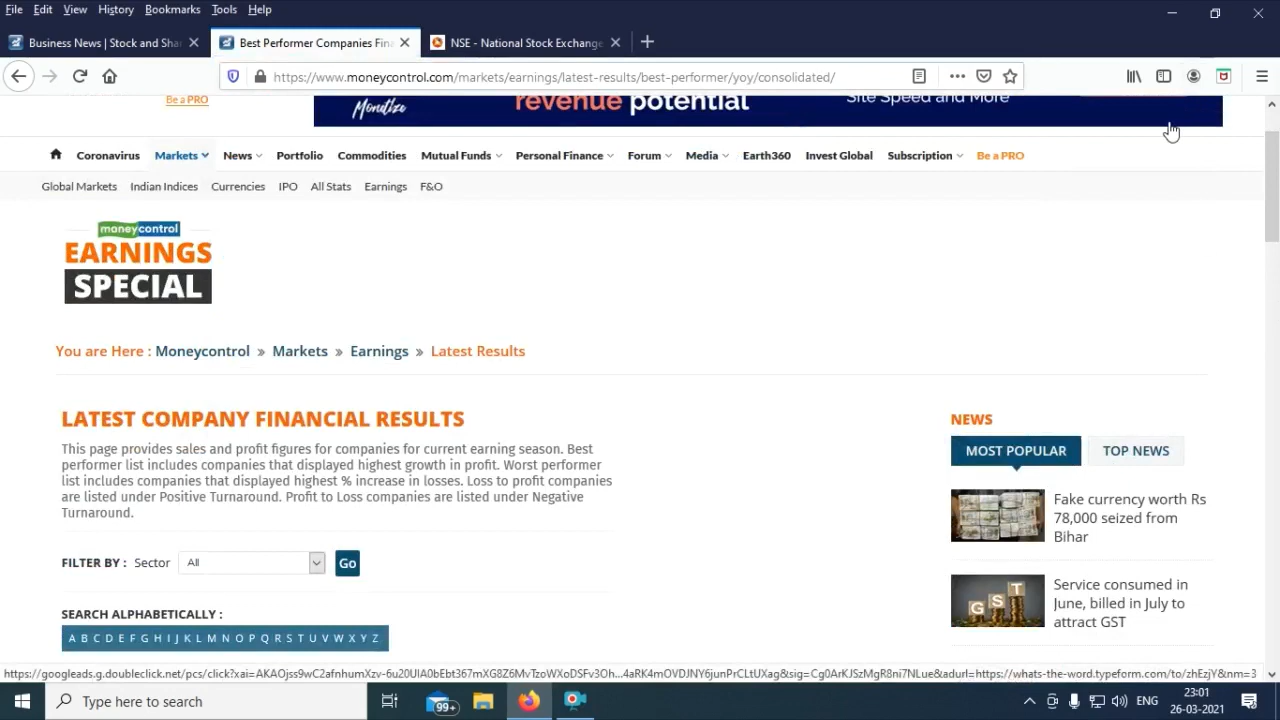 File Edit View History Bookmarks Tools Help
Business News | Stock and Sha
Best Performer Companies Fina
NSE - National Stock Exchange
https://www.moneycontrol.com/markets/earnings/latest-results/best-performer/yoy/consolidated/
Be a PRO
Monetize
revenue potential
Site Speed and More
Coronavirus Markets News Portfolio Commodities Mutual Funds Personal Finance Forum Media Earth360 Invest Global Subscription Be a PRO
Global Markets Indian Indices Currencies IPO All Stats Earnings F&O
moneycontrol
EARNINGS
SPECIAL
You are Here : Moneycontrol » Markets » Earnings » Latest Results
LATEST COMPANY FINANCIAL RESULTS
This page provides sales and profit figures for companies for current earning season. Best
performer list includes companies that displayed highest growth in profit. Worst performer
list includes companies that displayed highest % increase in losses. Loss to profit companies
are listed under Positive Turnaround. Profit to Loss companies are listed under Negative
Turnaround.
FILTER BY : Sector All Go
SEARCH ALPHABETICALLY :
A B C D E F G H I J K L M N O P Q R S T U V W X Y Z
NEWS
MOST POPULAR TOP NEWS
Fake currency worth Rs
78,000 seized from
Bihar
GST
Service consumed in
June, billed in July to
attract GST
Type here to search
99+
ENG
23:01
26-03-2021